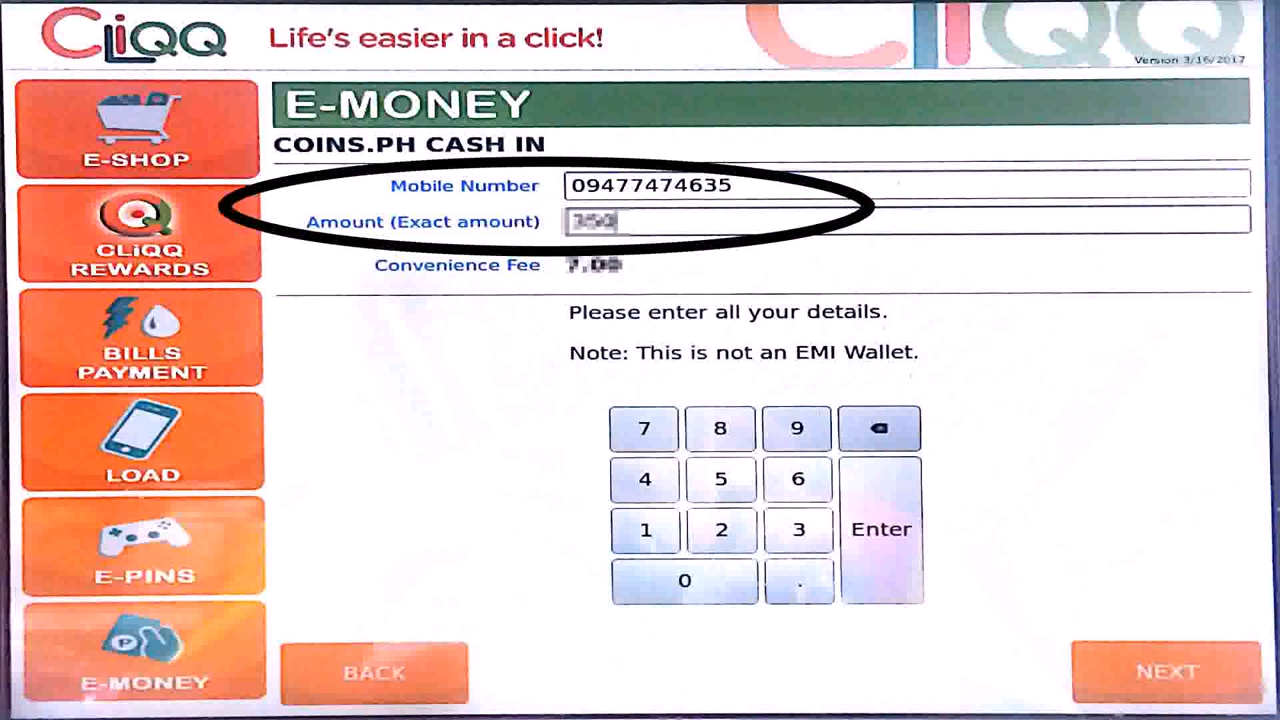 CLiQQ Life's easier in a click!
Version 3/16/2017
E-SHOP
CLiQQ
REWARDS
BILLS
PAYMENT
LOAD
E-PINS
E-MONEY
E-MONEY
COINS.PH CASH IN
Mobile Number 09477474635
Amount (Exact amount)
Convenience Fee
Please enter all your details.
Note: This is not an EMI Wallet.
7 8 9
4 5 6
1 2 3 Enter
0 .
BACK NEXT